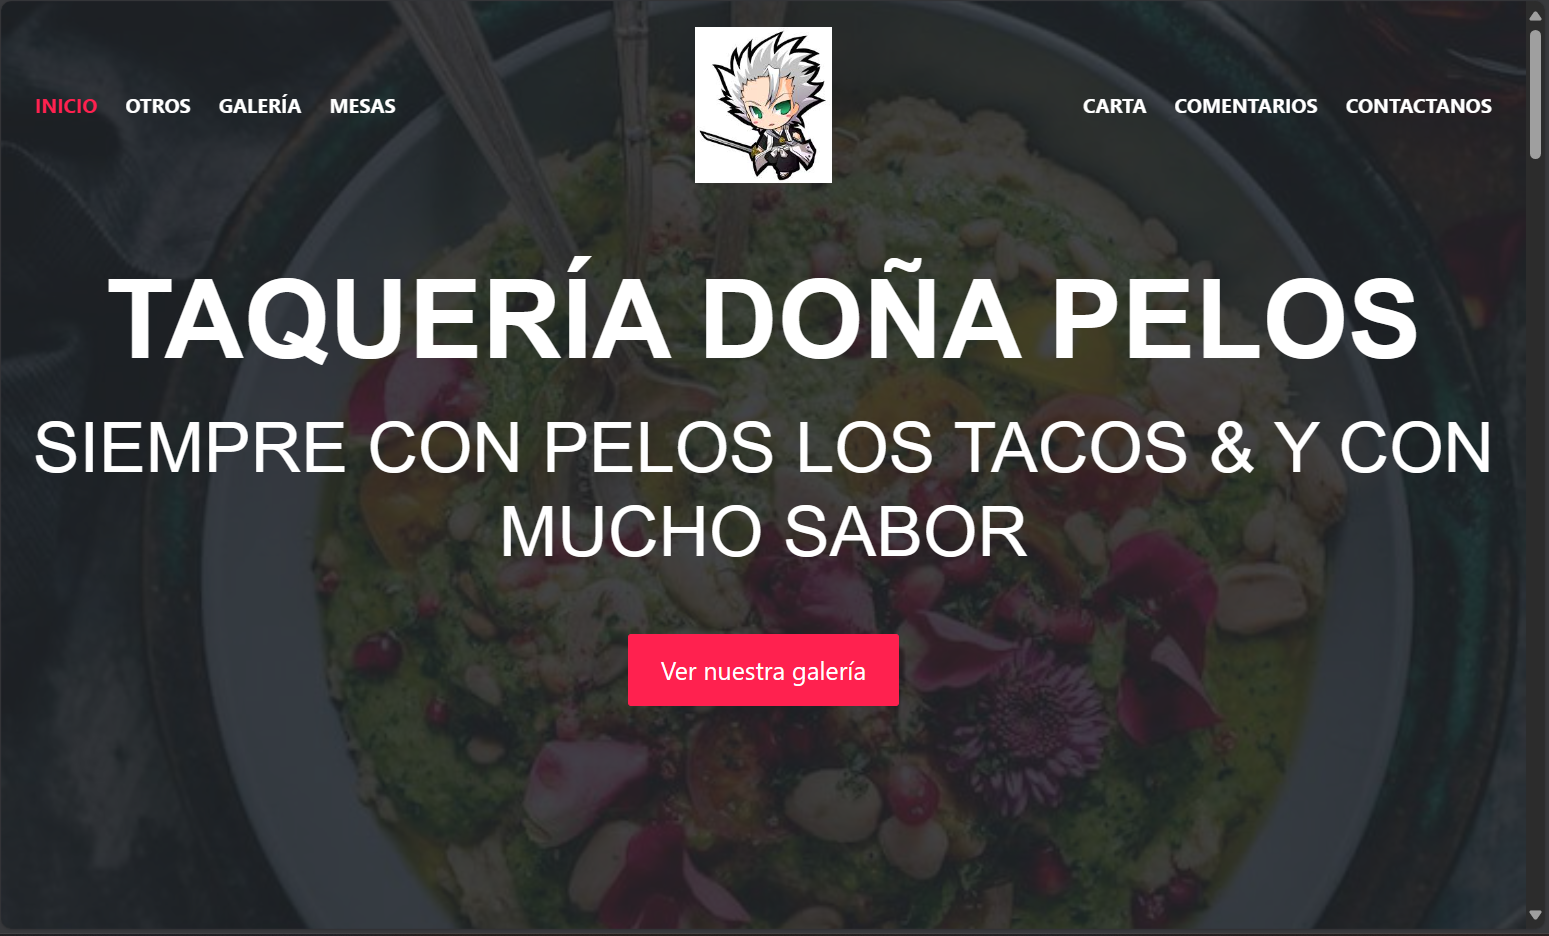 INICIO OTROS GALERÍA MESAS CARTA COMENTARIOS CONTACTANOS
TAQUERÍA DOÑA PELOS
SIEMPRE CON PELOS LOS TACOS & Y CON
MUCHO SABOR
Ver nuestra galería